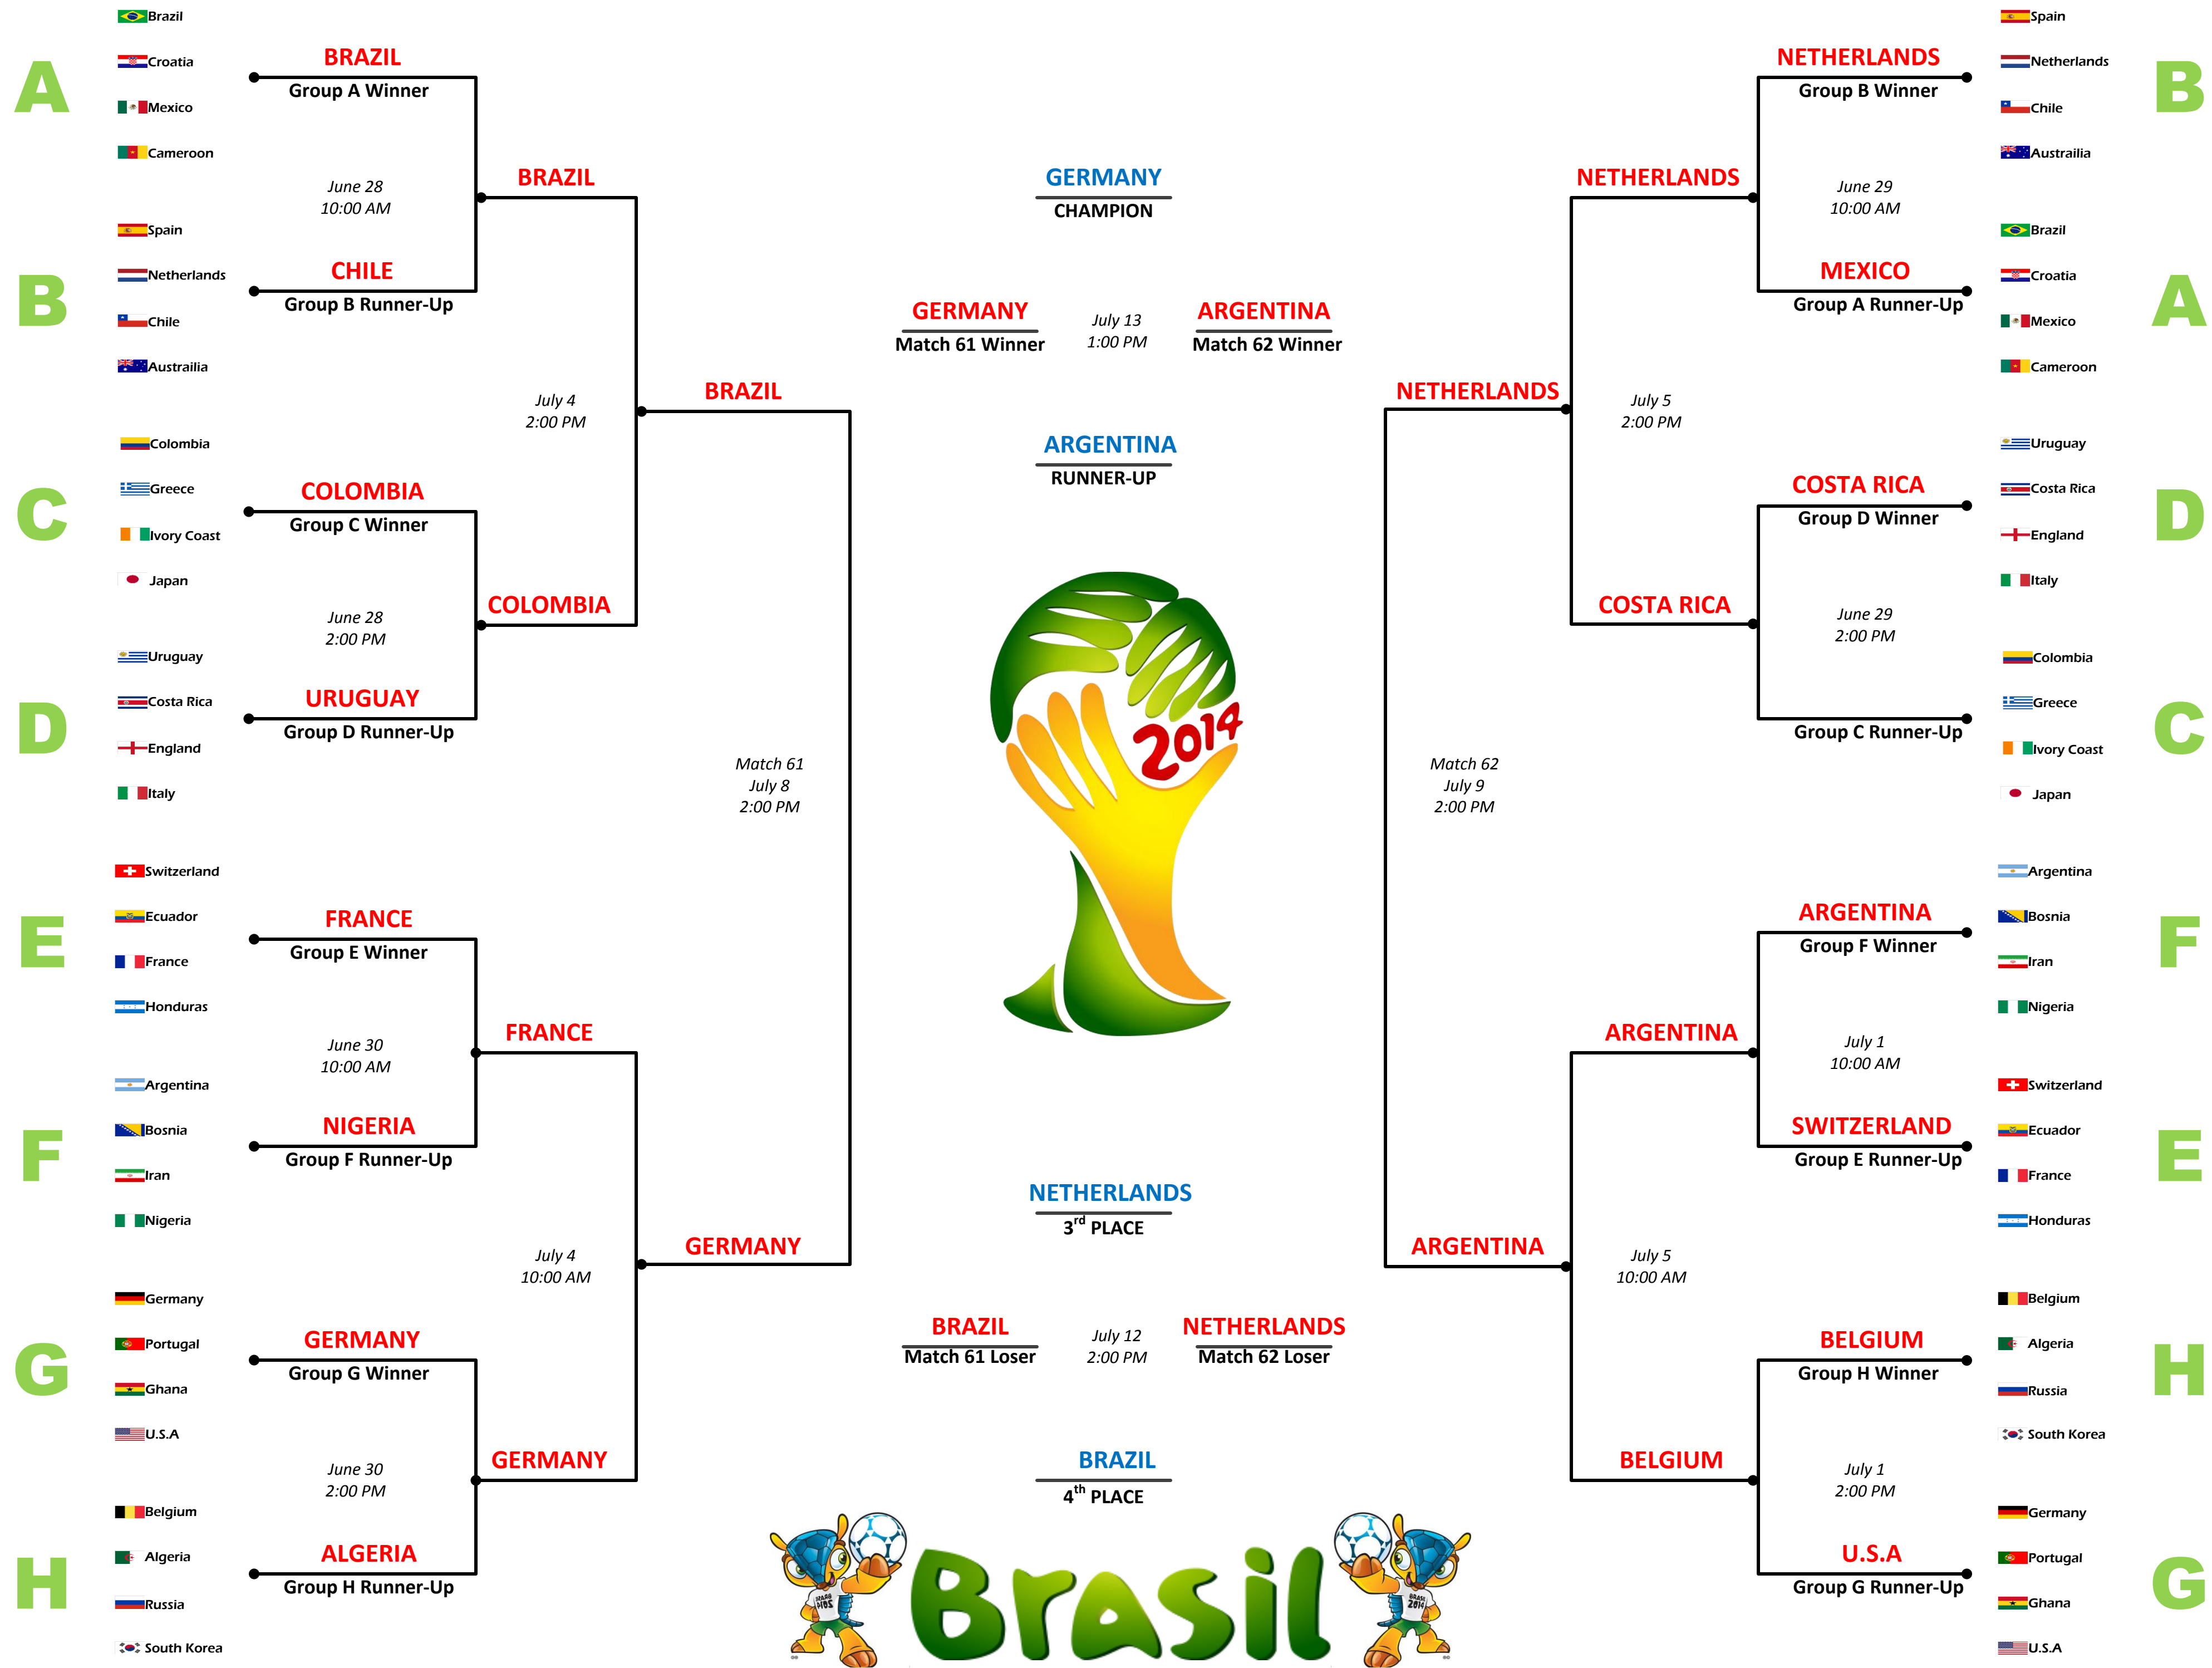 A
Brazil
Croatia
Mexico
Cameroon
BRAZIL
Group A Winner
June 28
10:00 AM
B
Spain
Netherlands
Chile
Austrailia
CHILE
Group B Runner-Up
BRAZIL
C
Colombia
Greece
Ivory Coast
Japan
COLOMBIA
Group C Winner
June 28
2:00 PM
D
Uruguay
Costa Rica
England
Italy
URUGUAY
Group D Runner-Up
COLOMBIA
July 4
2:00 PM
BRAZIL
E
Switzerland
Ecuador
France
Honduras
FRANCE
Group E Winner
June 30
10:00 AM
F
Argentina
Bosnia
Iran
Nigeria
NIGERIA
Group F Runner-Up
FRANCE
G
Germany
Portugal
Ghana
U.S.A
GERMANY
Group G Winner
June 30
2:00 PM
H
Belgium
Algeria
Russia
South Korea
ALGERIA
Group H Runner-Up
GERMANY
July 4
10:00 AM
GERMANY
Match 61
July 8
2:00 PM
GERMANY
CHAMPION
GERMANY
Match 61 Winner
July 13
1:00 PM
ARGENTINA
Match 62 Winner
ARGENTINA
RUNNER-UP
2014
NETHERLANDS
3rd PLACE
BRAZIL
Match 61 Loser
July 12
2:00 PM
NETHERLANDS
Match 62 Loser
BRAZIL
4th PLACE
Brasil
BRASIL
2014
Match 62
July 9
2:00 PM
NETHERLANDS
July 5
2:00 PM
NETHERLANDS
NETHERLANDS
Group B Winner
June 29
10:00 AM
MEXICO
Group A Runner-Up
B
Spain
Netherlands
Chile
Austrailia
A
Brazil
Croatia
Mexico
Cameroon
COSTA RICA
COSTA RICA
Group D Winner
June 29
2:00 PM
Group C Runner-Up
D
Uruguay
Costa Rica
England
Italy
C
Colombia
Greece
Ivory Coast
Japan
ARGENTINA
July 5
10:00 AM
ARGENTINA
ARGENTINA
Group F Winner
July 1
10:00 AM
SWITZERLAND
Group E Runner-Up
F
Argentina
Bosnia
Iran
Nigeria
E
Switzerland
Ecuador
France
Honduras
BELGIUM
BELGIUM
Group H Winner
July 1
2:00 PM
U.S.A
Group G Runner-Up
H
Belgium
Algeria
Russia
South Korea
G
Germany
Portugal
Ghana
U.S.A